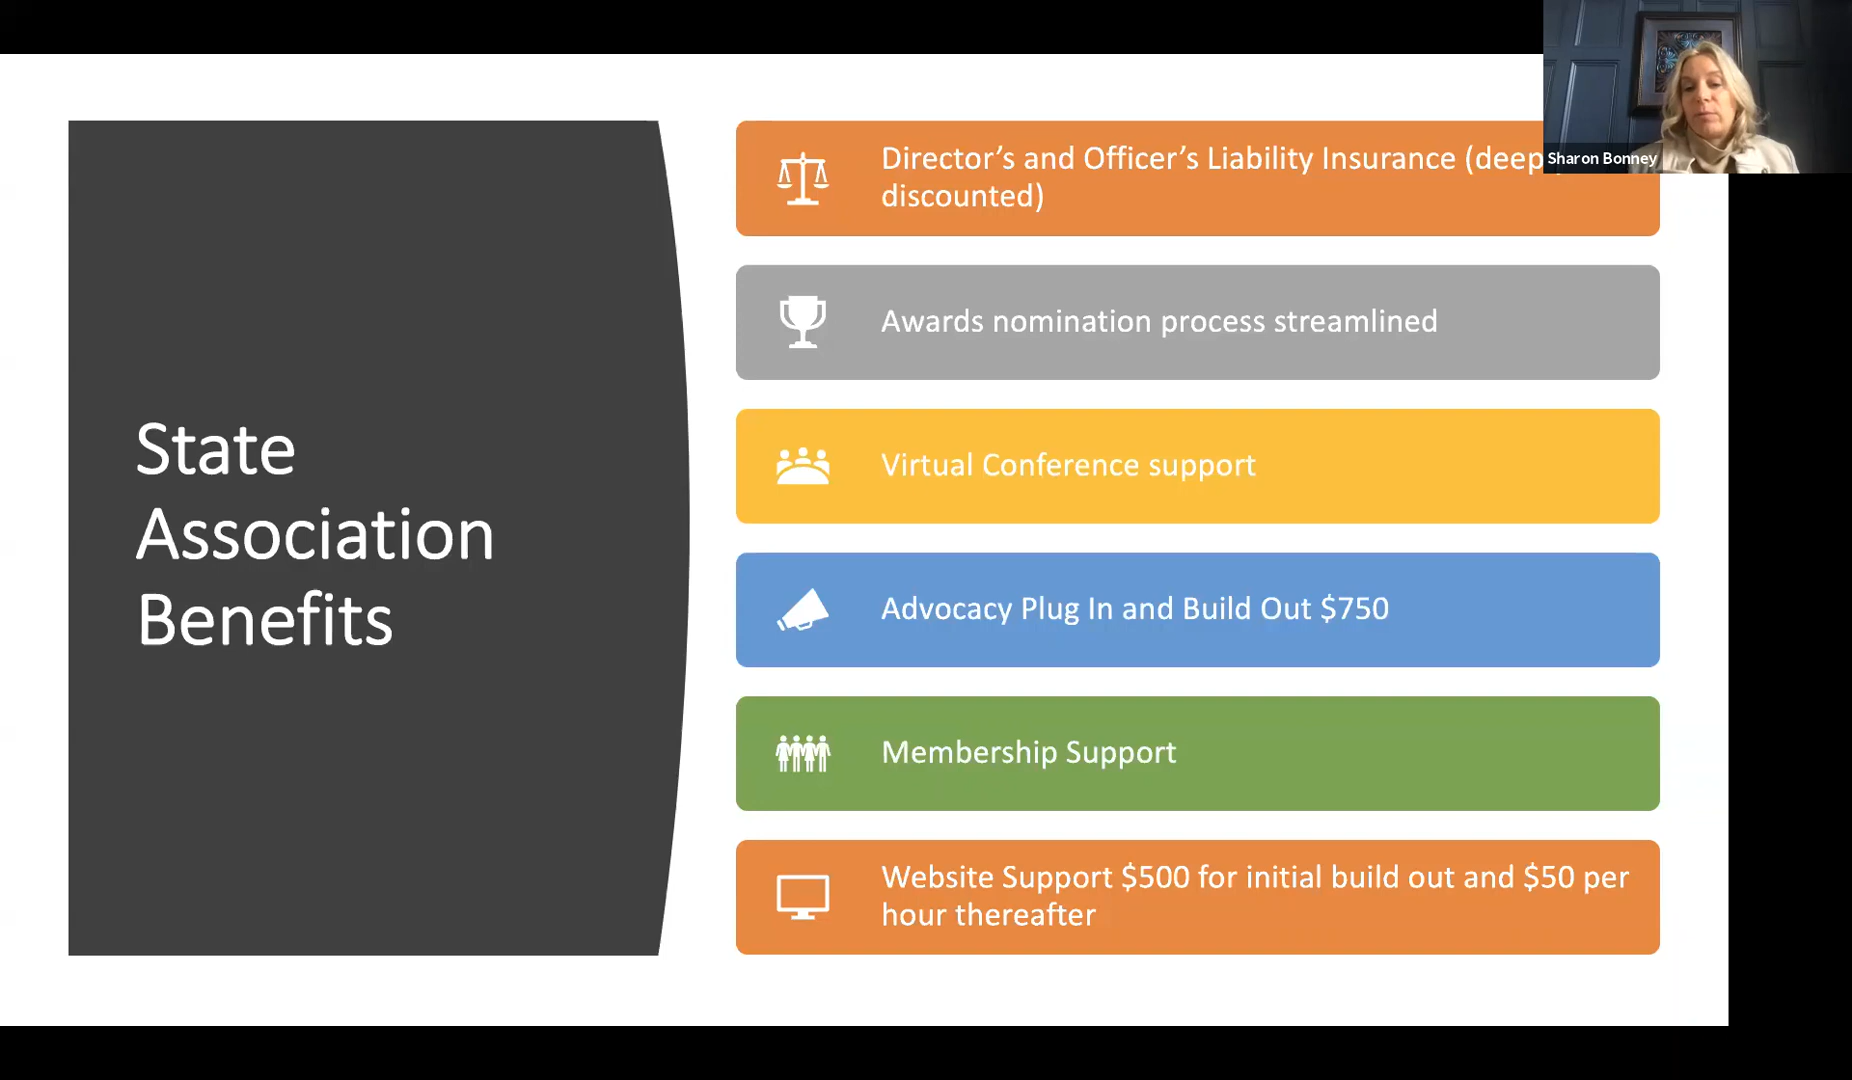 State
Association
Benefits
Director’s and Officer’s Liability Insurance (deep
discounted)
Awards nomination process streamlined
Virtual Conference support
Advocacy Plug In and Build Out $750
Membership Support
Website Support $500 for initial build out and $50 per
hour thereafter
Sharon Bonney